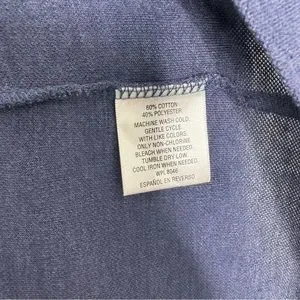 60% COTTON
40% POLYESTER
MACHINE WASH COLD.
GENTLE CYCLE.
WITH LIKE COLORS.
ONLY NON-CHLORINE.
BLEACH WHEN NEEDED.
TUMBLE DRY LOW.
COOL IRON WHEN NEEDED.
WPL 8046
ESPAÑOL EN REVERSO